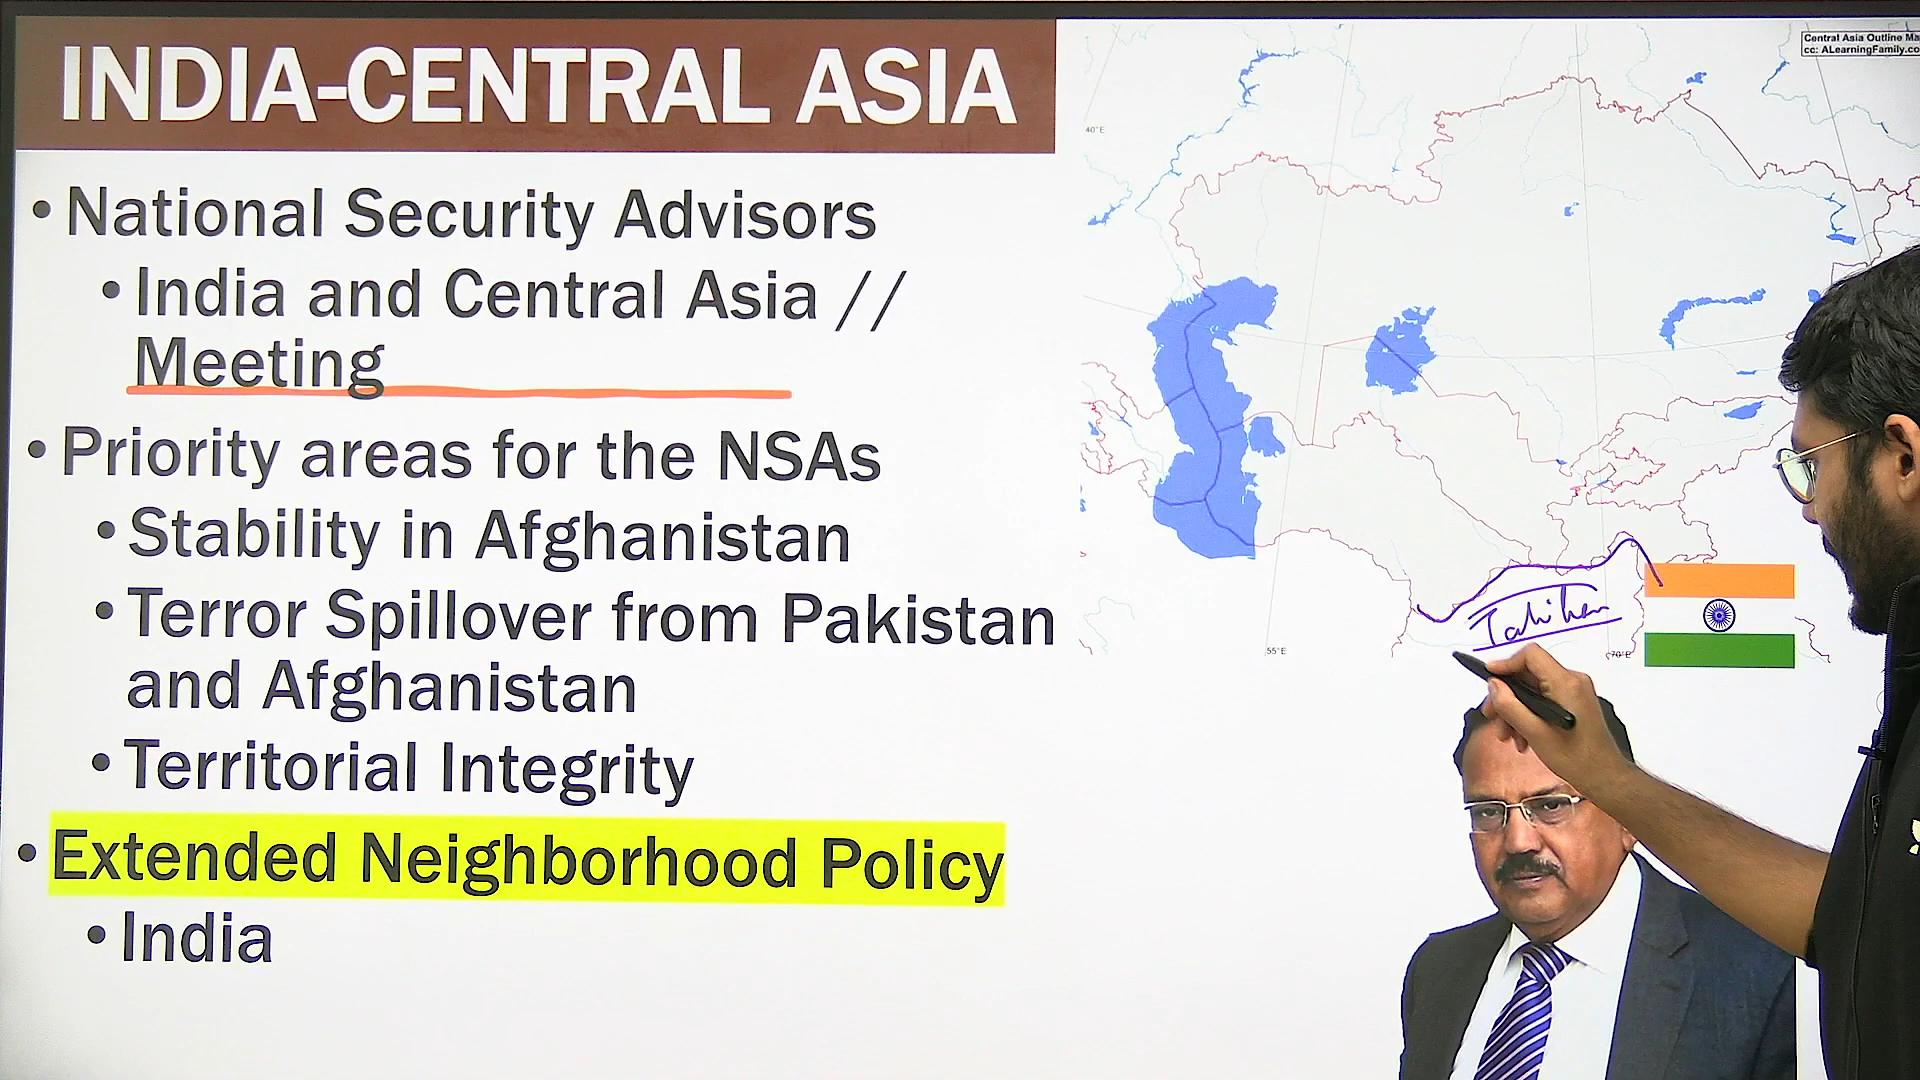 INDIA-CENTRAL ASIA
• National Security Advisors
• India and Central Asia //
Meeting
• Priority areas for the NSAs
• Stability in Afghanistan
• Terror Spillover from Pakistan
and Afghanistan
• Territorial Integrity
• Extended Neighborhood Policy
• India
Central Asia Outline Ma
cc: ALearningFamily.co
40°E
55°E
70°E
Taliban